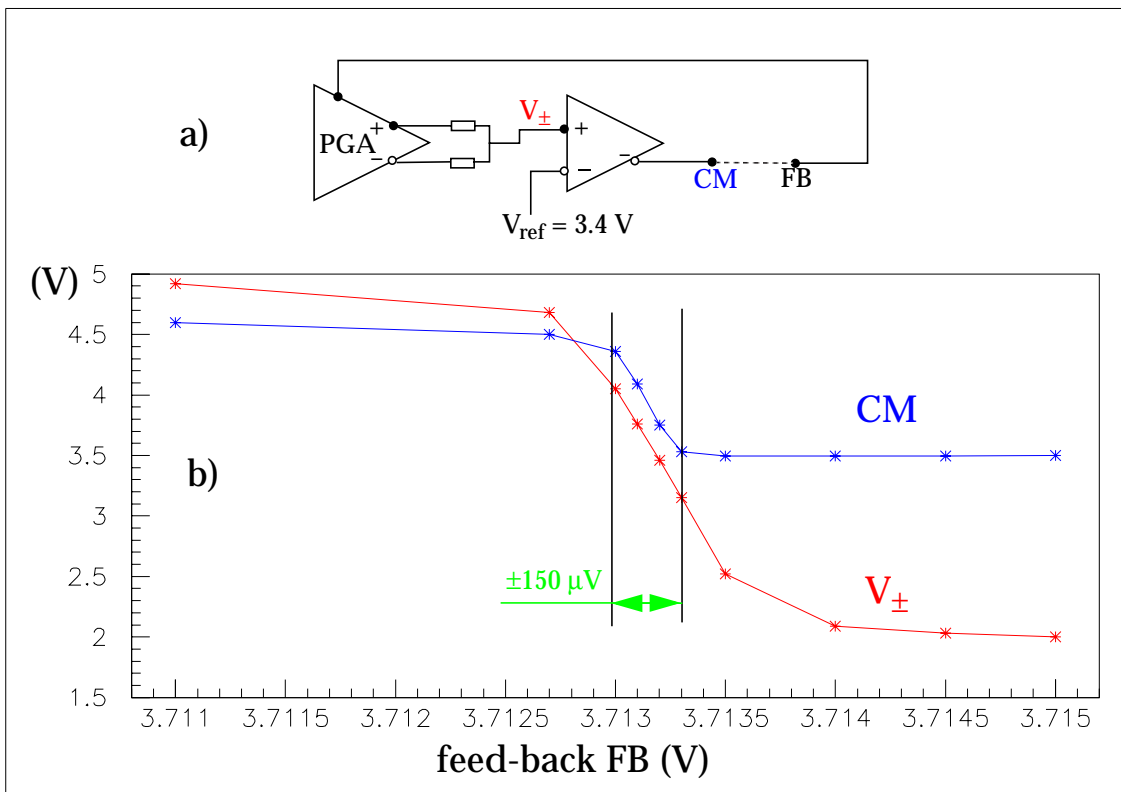 a)
PGA
+
−
V±
+
−
−
CM
FB
Vref = 3.4 V
(V)
5
4.5
4
3.5
3
2.5
2
1.5
CM
b)
±150 µV
V±
3.711
3.7115
3.712
3.7125
3.713
3.7135
3.714
3.7145
3.715
feed-back FB (V)